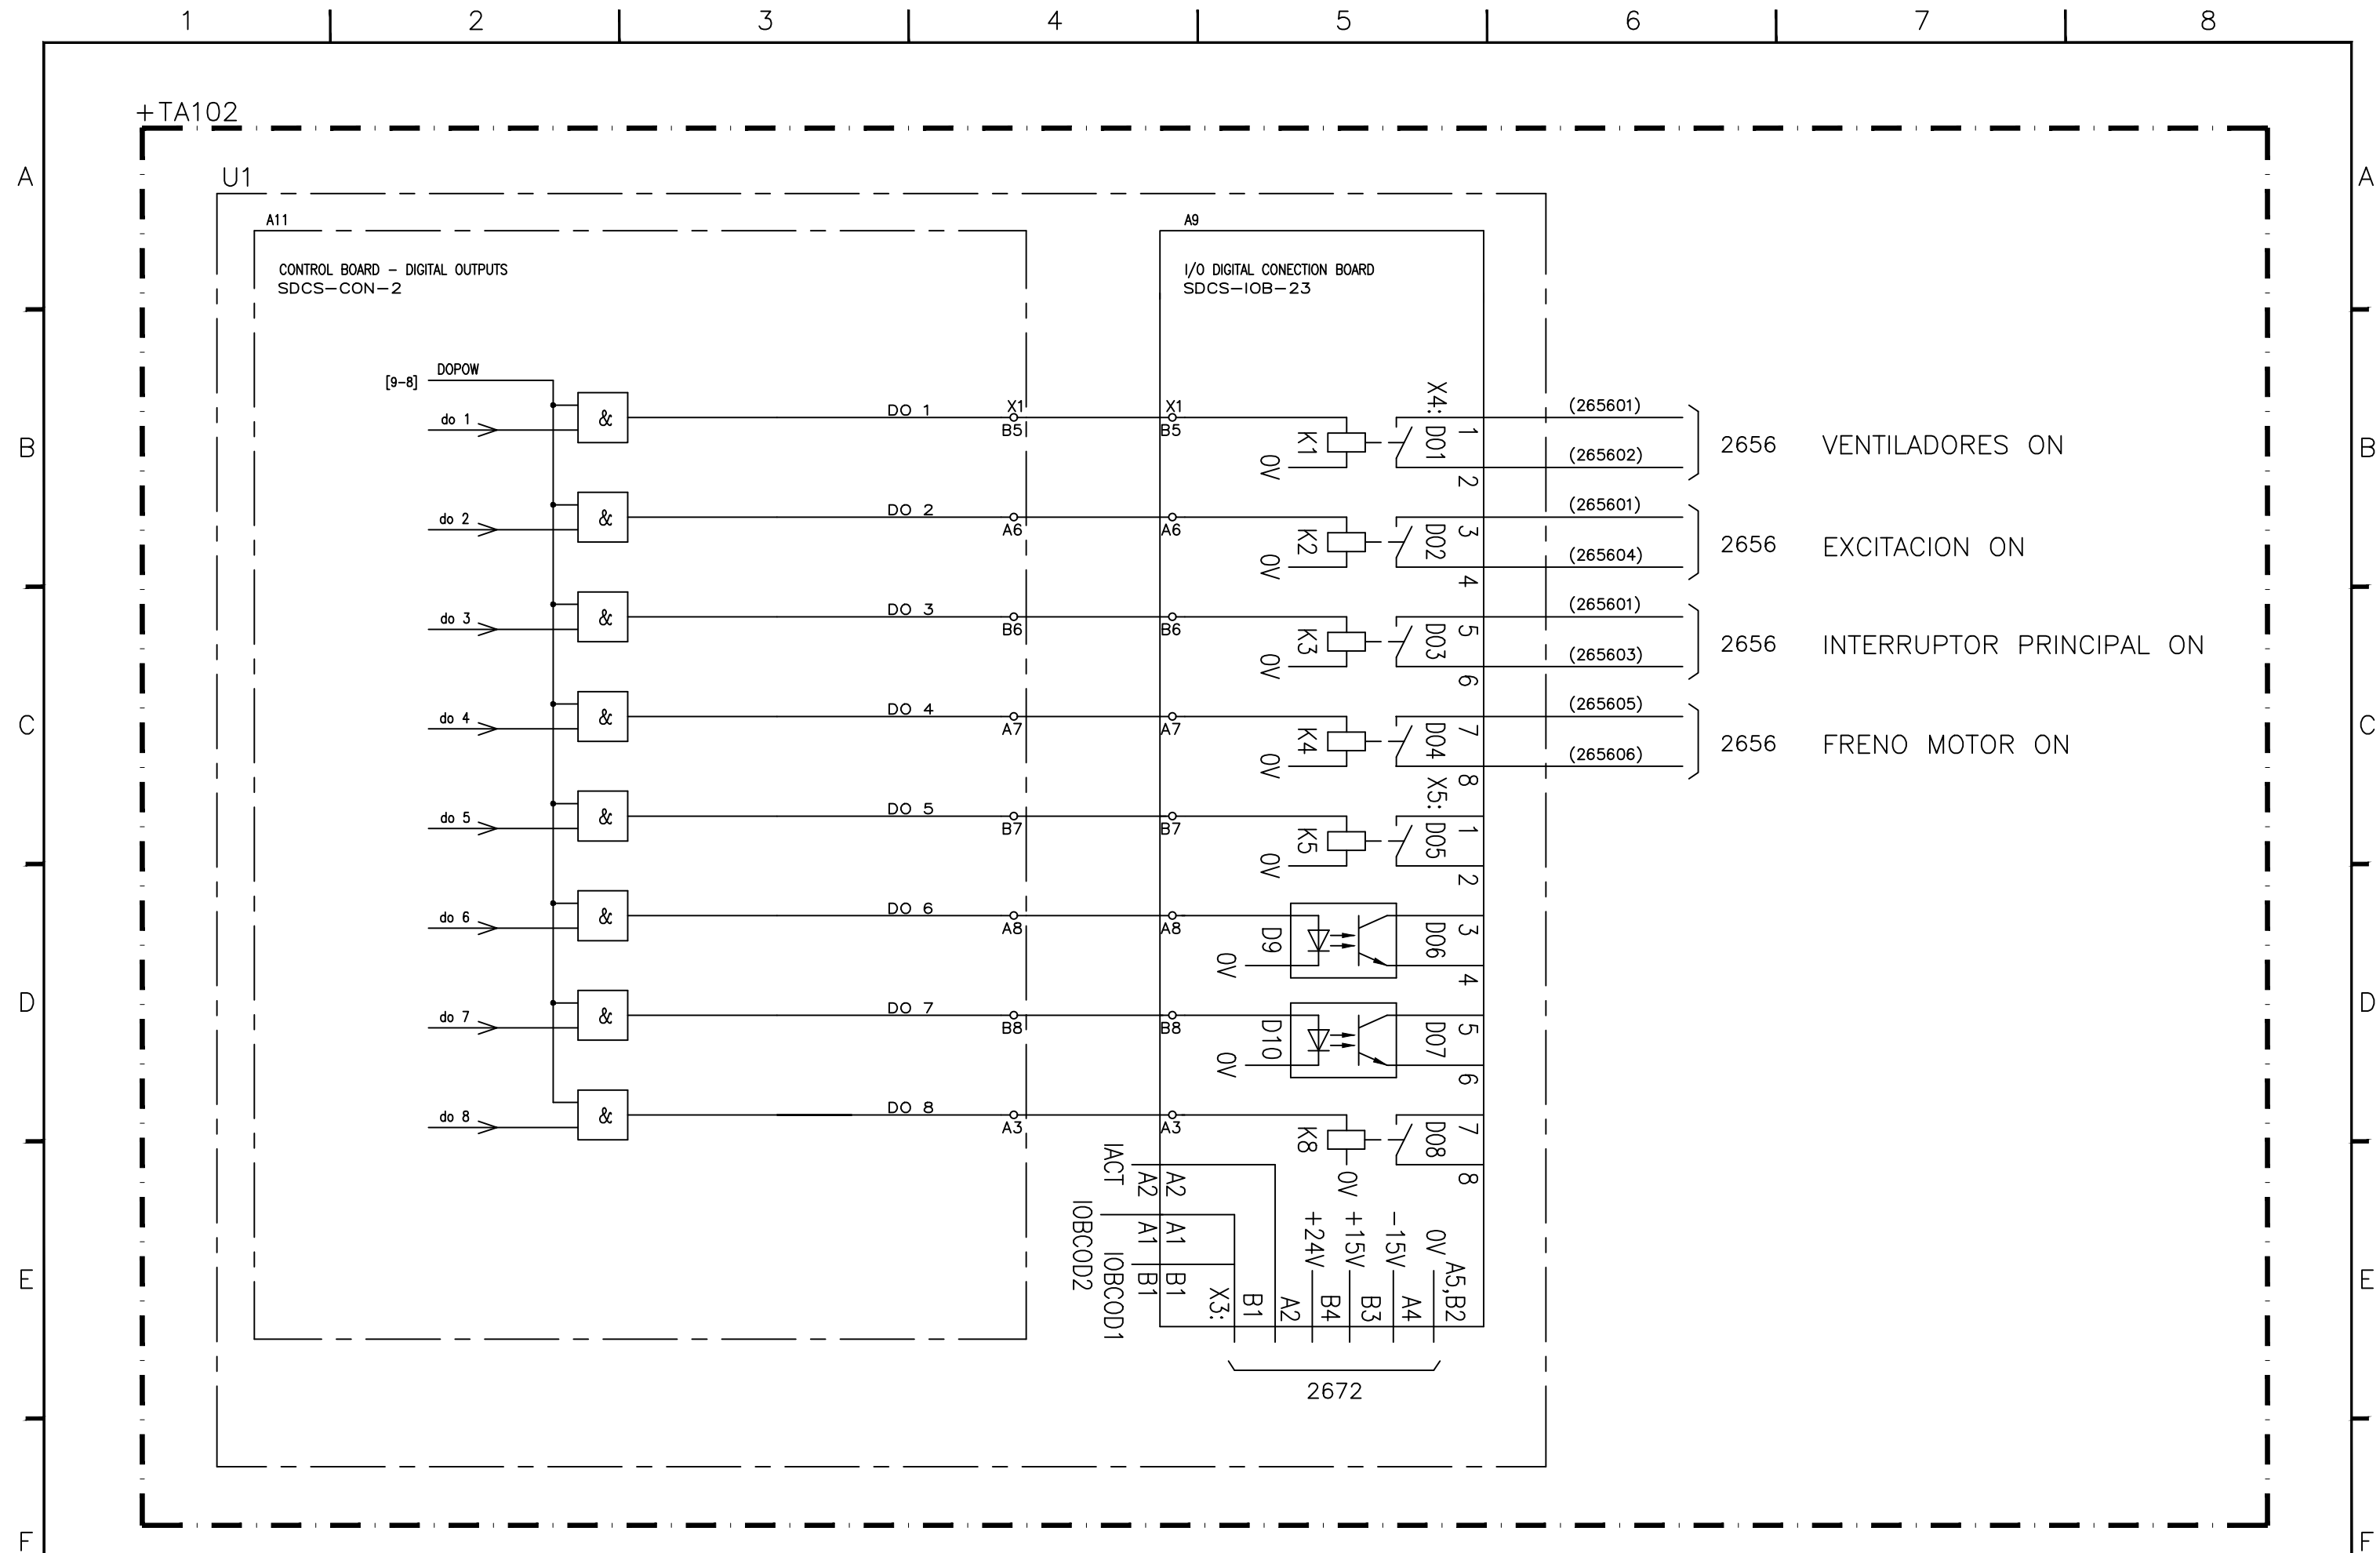 1 2 3 4 5 6 7 8
+TA102
A A
U1
A11 A9
CONTROL BOARD - DIGITAL OUTPUTS
SDCS-CON-2
I/O DIGITAL CONECTION BOARD
SDCS-IOB-23
[9-8] DOPOW
B B
do 1 & DO 1 X1 B5 X1 B5 K1 0V X4: DO1 1 2 (265601) (265602) 2656 VENTILADORES ON
do 2 & DO 2 A6 A6 K2 0V DO2 3 4 (265601) (265604) 2656 EXCITACION ON
do 3 & DO 3 B6 B6 K3 0V DO3 5 6 (265601) (265603) 2656 INTERRUPTOR PRINCIPAL ON
C C
do 4 & DO 4 A7 A7 K4 0V DO4 7 8 (265605) (265606) 2656 FRENO MOTOR ON
do 5 & DO 5 B7 B7 K5 0V X5: DO5 1 2
do 6 & DO 6 A8 A8 D9 0V DO6 3 4
D D
do 7 & DO 7 B8 B8 D10 0V DO7 5 6
do 8 & DO 8 A3 A3 K8 0V DO8 7 8
IACT A2 A2
IOBCOD2 A1 A1
IOBCOD1 B1 B1
E E
+24V +15V -15V 0V
X3: B1 A2 B4 B3 A4 A5,B2
2672
F F